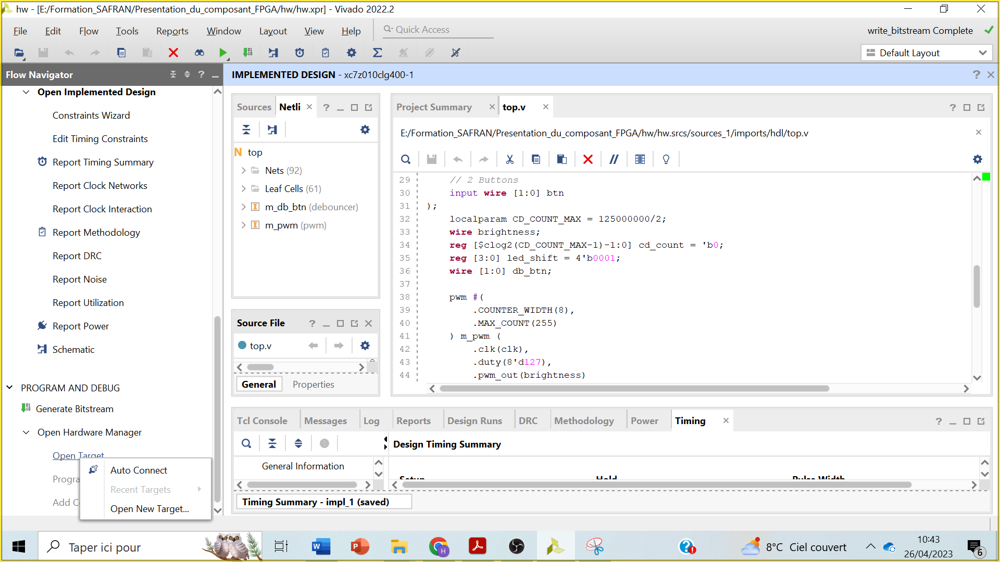 hw - [E:/Formation_SAFRAN/Presentation_du_composant_FPGA/hw/hw.xpr] - Vivado 2022.2
File Edit Flow Tools Reports Window Layout View Help Quick Access
write_bitstream Complete
Default Layout
Flow Navigator
IMPLEMENTED DESIGN - xc7z010clg400-1
Open Implemented Design
Constraints Wizard
Edit Timing Constraints
Report Timing Summary
Report Clock Networks
Report Clock Interaction
Report Methodology
Report DRC
Report Noise
Report Utilization
Report Power
Schematic
PROGRAM AND DEBUG
Generate Bitstream
Open Hardware Manager
Open Target
Progra
Add C
Auto Connect
Recent Targets
Open New Target...
Sources Netli
N top
Nets (92)
Leaf Cells (61)
m_db_btn (debouncer)
m_pwm (pwm)
Source File
top.v
General Properties
Project Summary top.v
E:/Formation_SAFRAN/Presentation_du_composant_FPGA/hw/hw.srcs/sources_1/imports/hdl/top.v
29 // 2 Buttons
30 input wire [1:0] btn
31 );
32 localparam CD_COUNT_MAX = 125000000/2;
33 wire brightness;
34 reg [$clog2(CD_COUNT_MAX-1)-1:0] cd_count = 'b0;
35 reg [3:0] led_shift = 4'b0001;
36 wire [1:0] db_btn;
37
38 pwm #(
39 .COUNTER_WIDTH(8),
40 .MAX_COUNT(255)
41 ) m_pwm (
42 .clk(clk),
43 .duty(8'd127),
44 .pwm_out(brightness)
Tcl Console Messages Log Reports Design Runs DRC Methodology Power Timing
Design Timing Summary
General Information
Setup Hold Pulse Width
Timing Summary - impl_1 (saved)
Taper ici pour
8°C Ciel couvert
10:43
26/04/2023
6